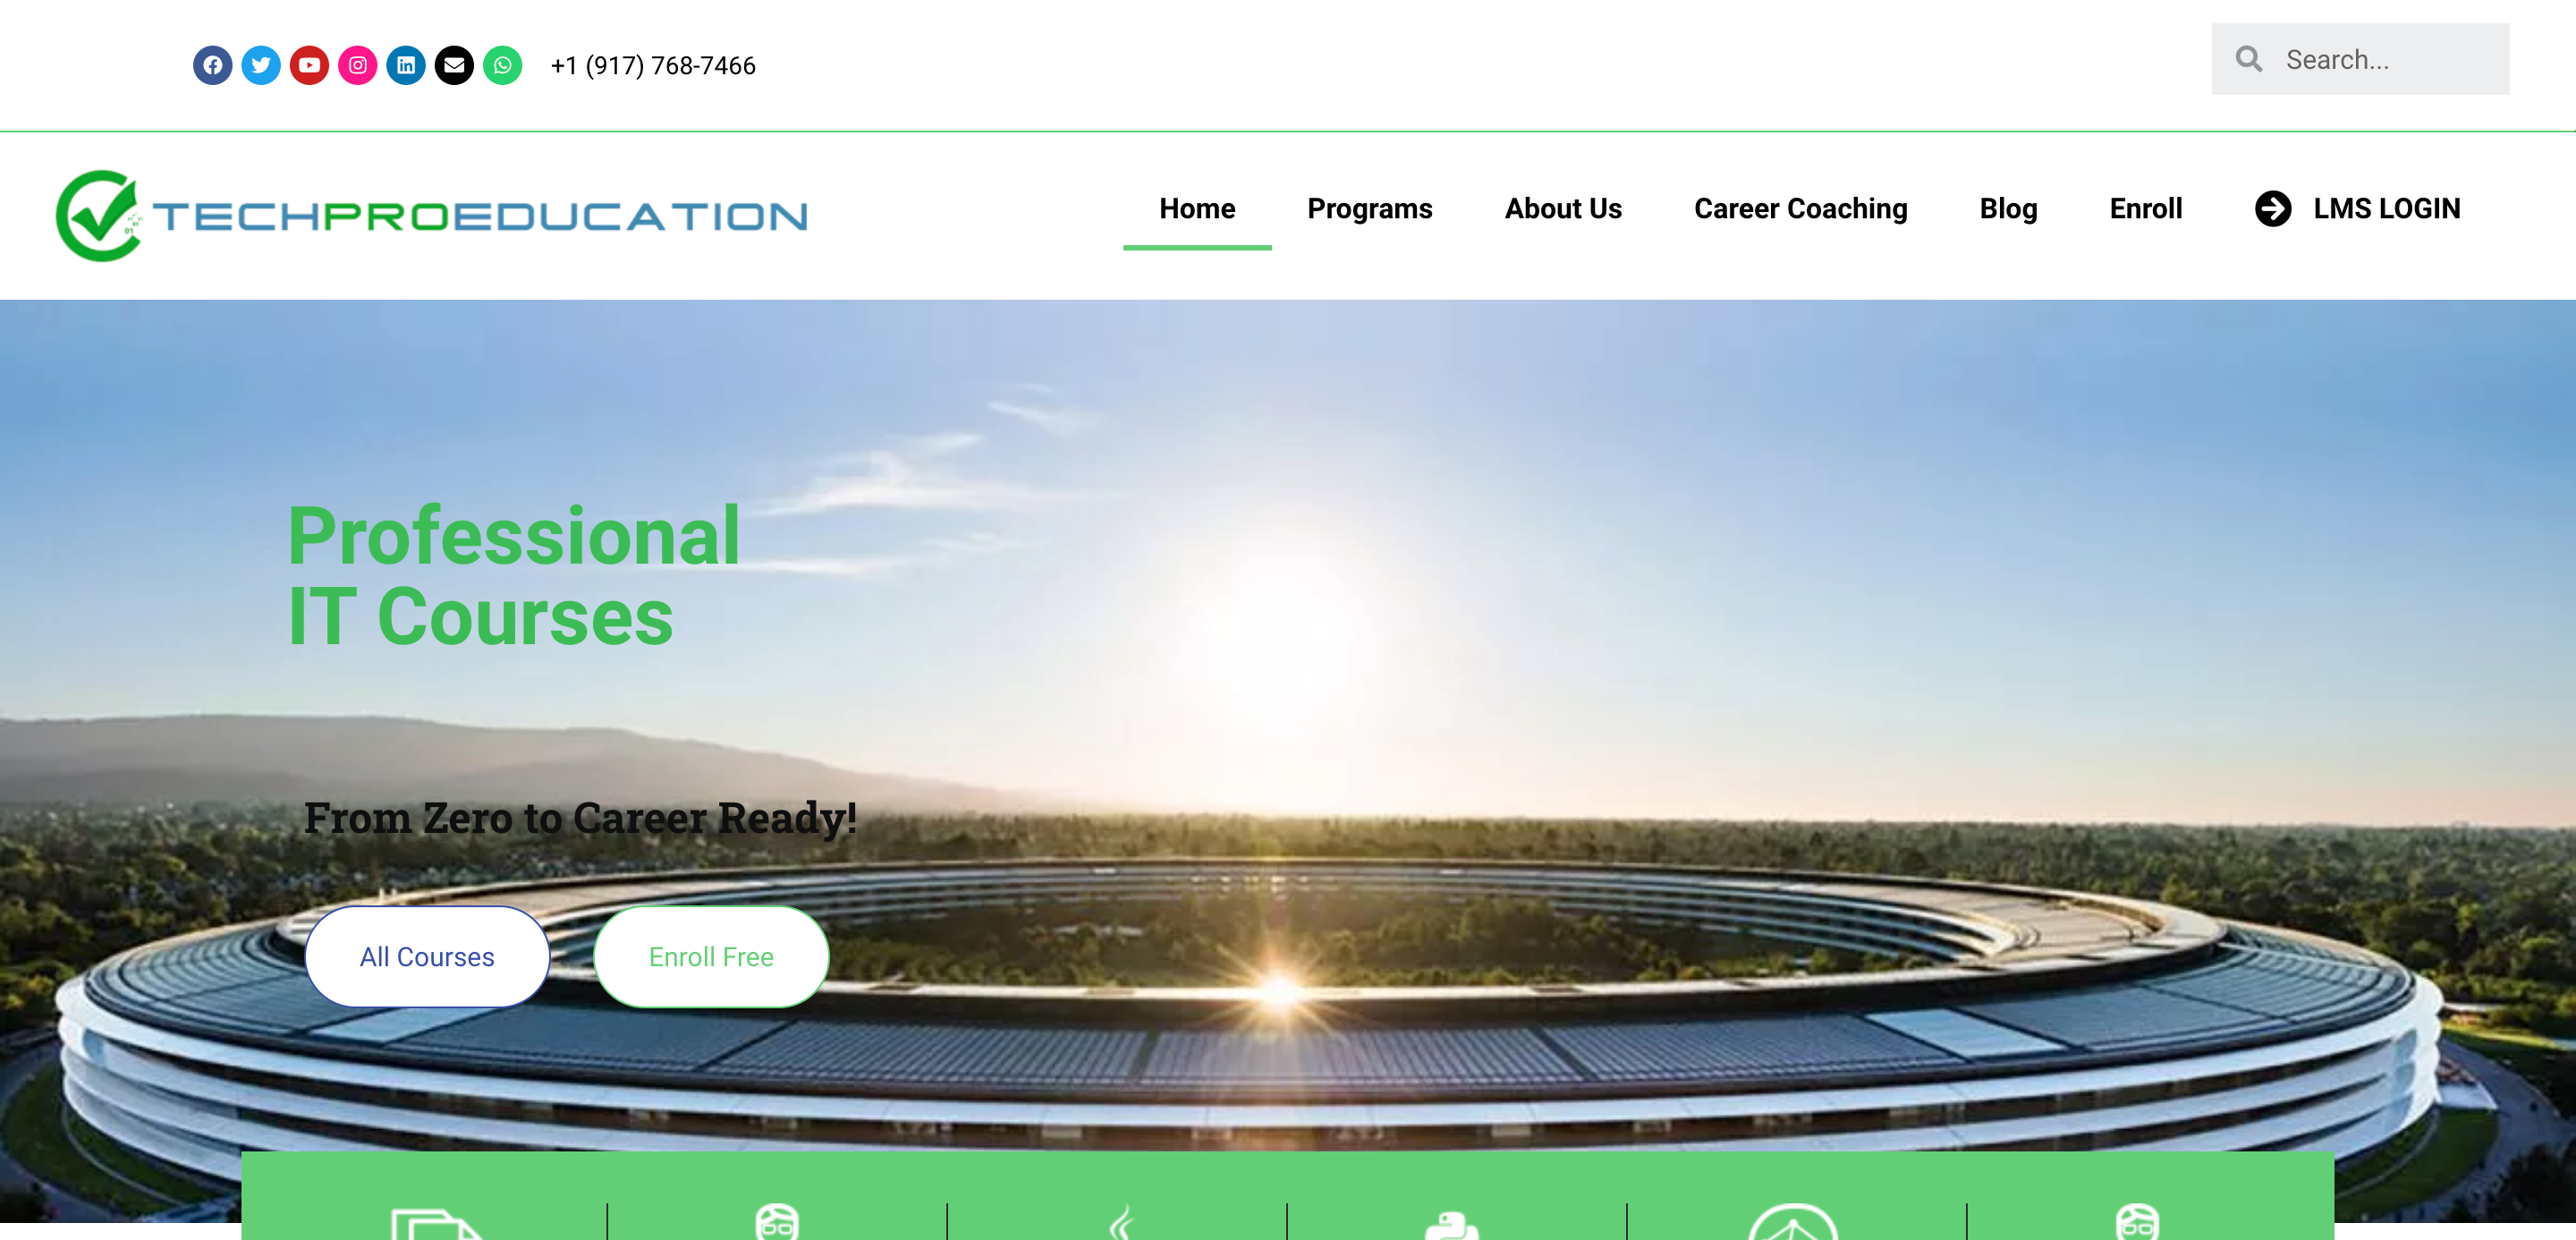 +1 (917) 768-7466
Search...
TECHPROEDUCATION
Home Programs About Us Career Coaching Blog Enroll LMS LOGIN
Professional
IT Courses
From Zero to Career Ready!
All Courses Enroll Free